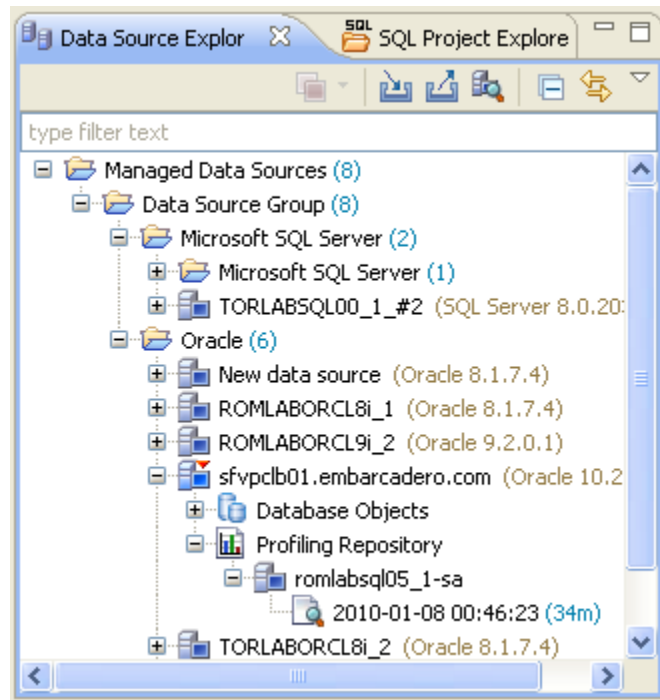 Data Source Explor
SQL SQL Project Explore
type filter text
Managed Data Sources (8)
Data Source Group (8)
Microsoft SQL Server (2)
Microsoft SQL Server (1)
TORLABSQL00_1_#2 (SQL Server 8.0.20
Oracle (6)
New data source (Oracle 8.1.7.4)
ROMLABORCL8i_1 (Oracle 8.1.7.4)
ROMLABORCL9i_2 (Oracle 9.2.0.1)
sfvpclb01.embarcadero.com (Oracle 10.2
Database Objects
Profiling Repository
romlabsql05_1-sa
2010-01-08 00:46:23 (34m)
TORLABORCL8i_2 (Oracle 8.1.7.4)